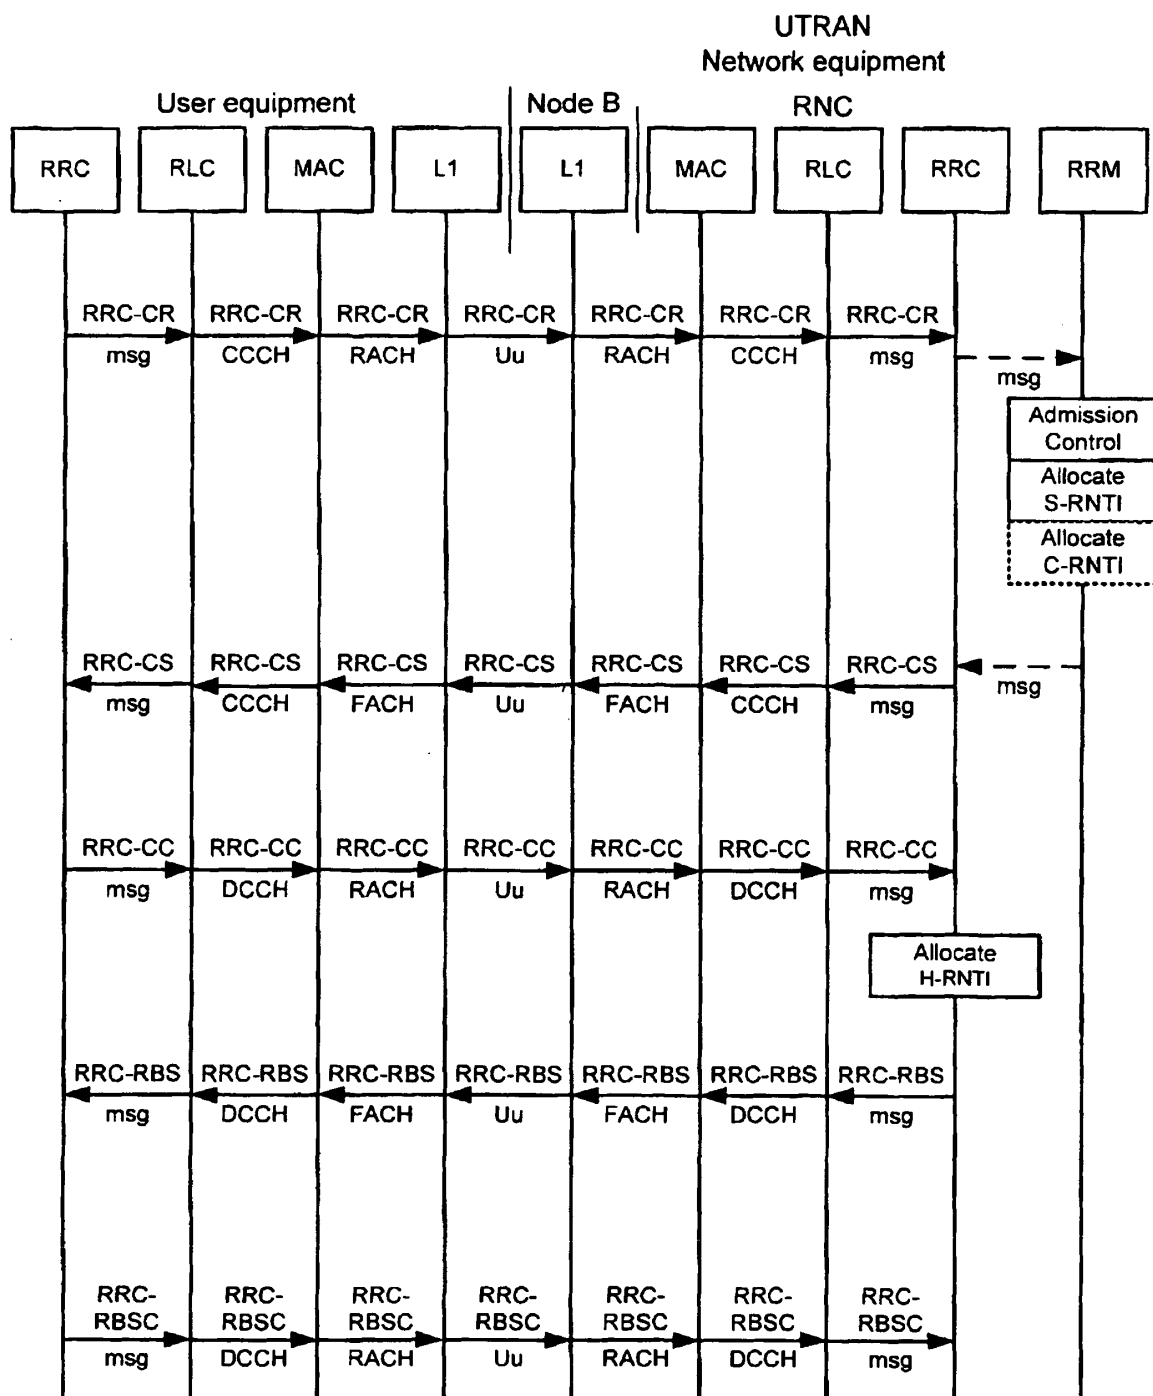 UTRAN
Network equipment
User equipment
Node B
RNC
RRC
RLC
MAC
L1
L1
MAC
RLC
RRC
RRM
RRC-CR RRC-CR RRC-CR RRC-CR RRC-CR RRC-CR RRC-CR
msg CCCH RACH Uu RACH CCCH msg
msg
Admission
Control
Allocate
S-RNTI
Allocate
C-RNTI
RRC-CS RRC-CS RRC-CS RRC-CS RRC-CS RRC-CS RRC-CS
msg CCCH FACH Uu FACH CCCH msg
msg
RRC-CC RRC-CC RRC-CC RRC-CC RRC-CC RRC-CC RRC-CC
msg DCCH RACH Uu RACH DCCH msg
Allocate
H-RNTI
RRC-RBS RRC-RBS RRC-RBS RRC-RBS RRC-RBS RRC-RBS RRC-RBS
msg DCCH FACH Uu FACH DCCH msg
RRC- RRC- RRC- RRC- RRC- RRC- RRC-
RBSC RBSC RBSC RBSC RBSC RBSC RBSC
msg DCCH RACH Uu RACH DCCH msg